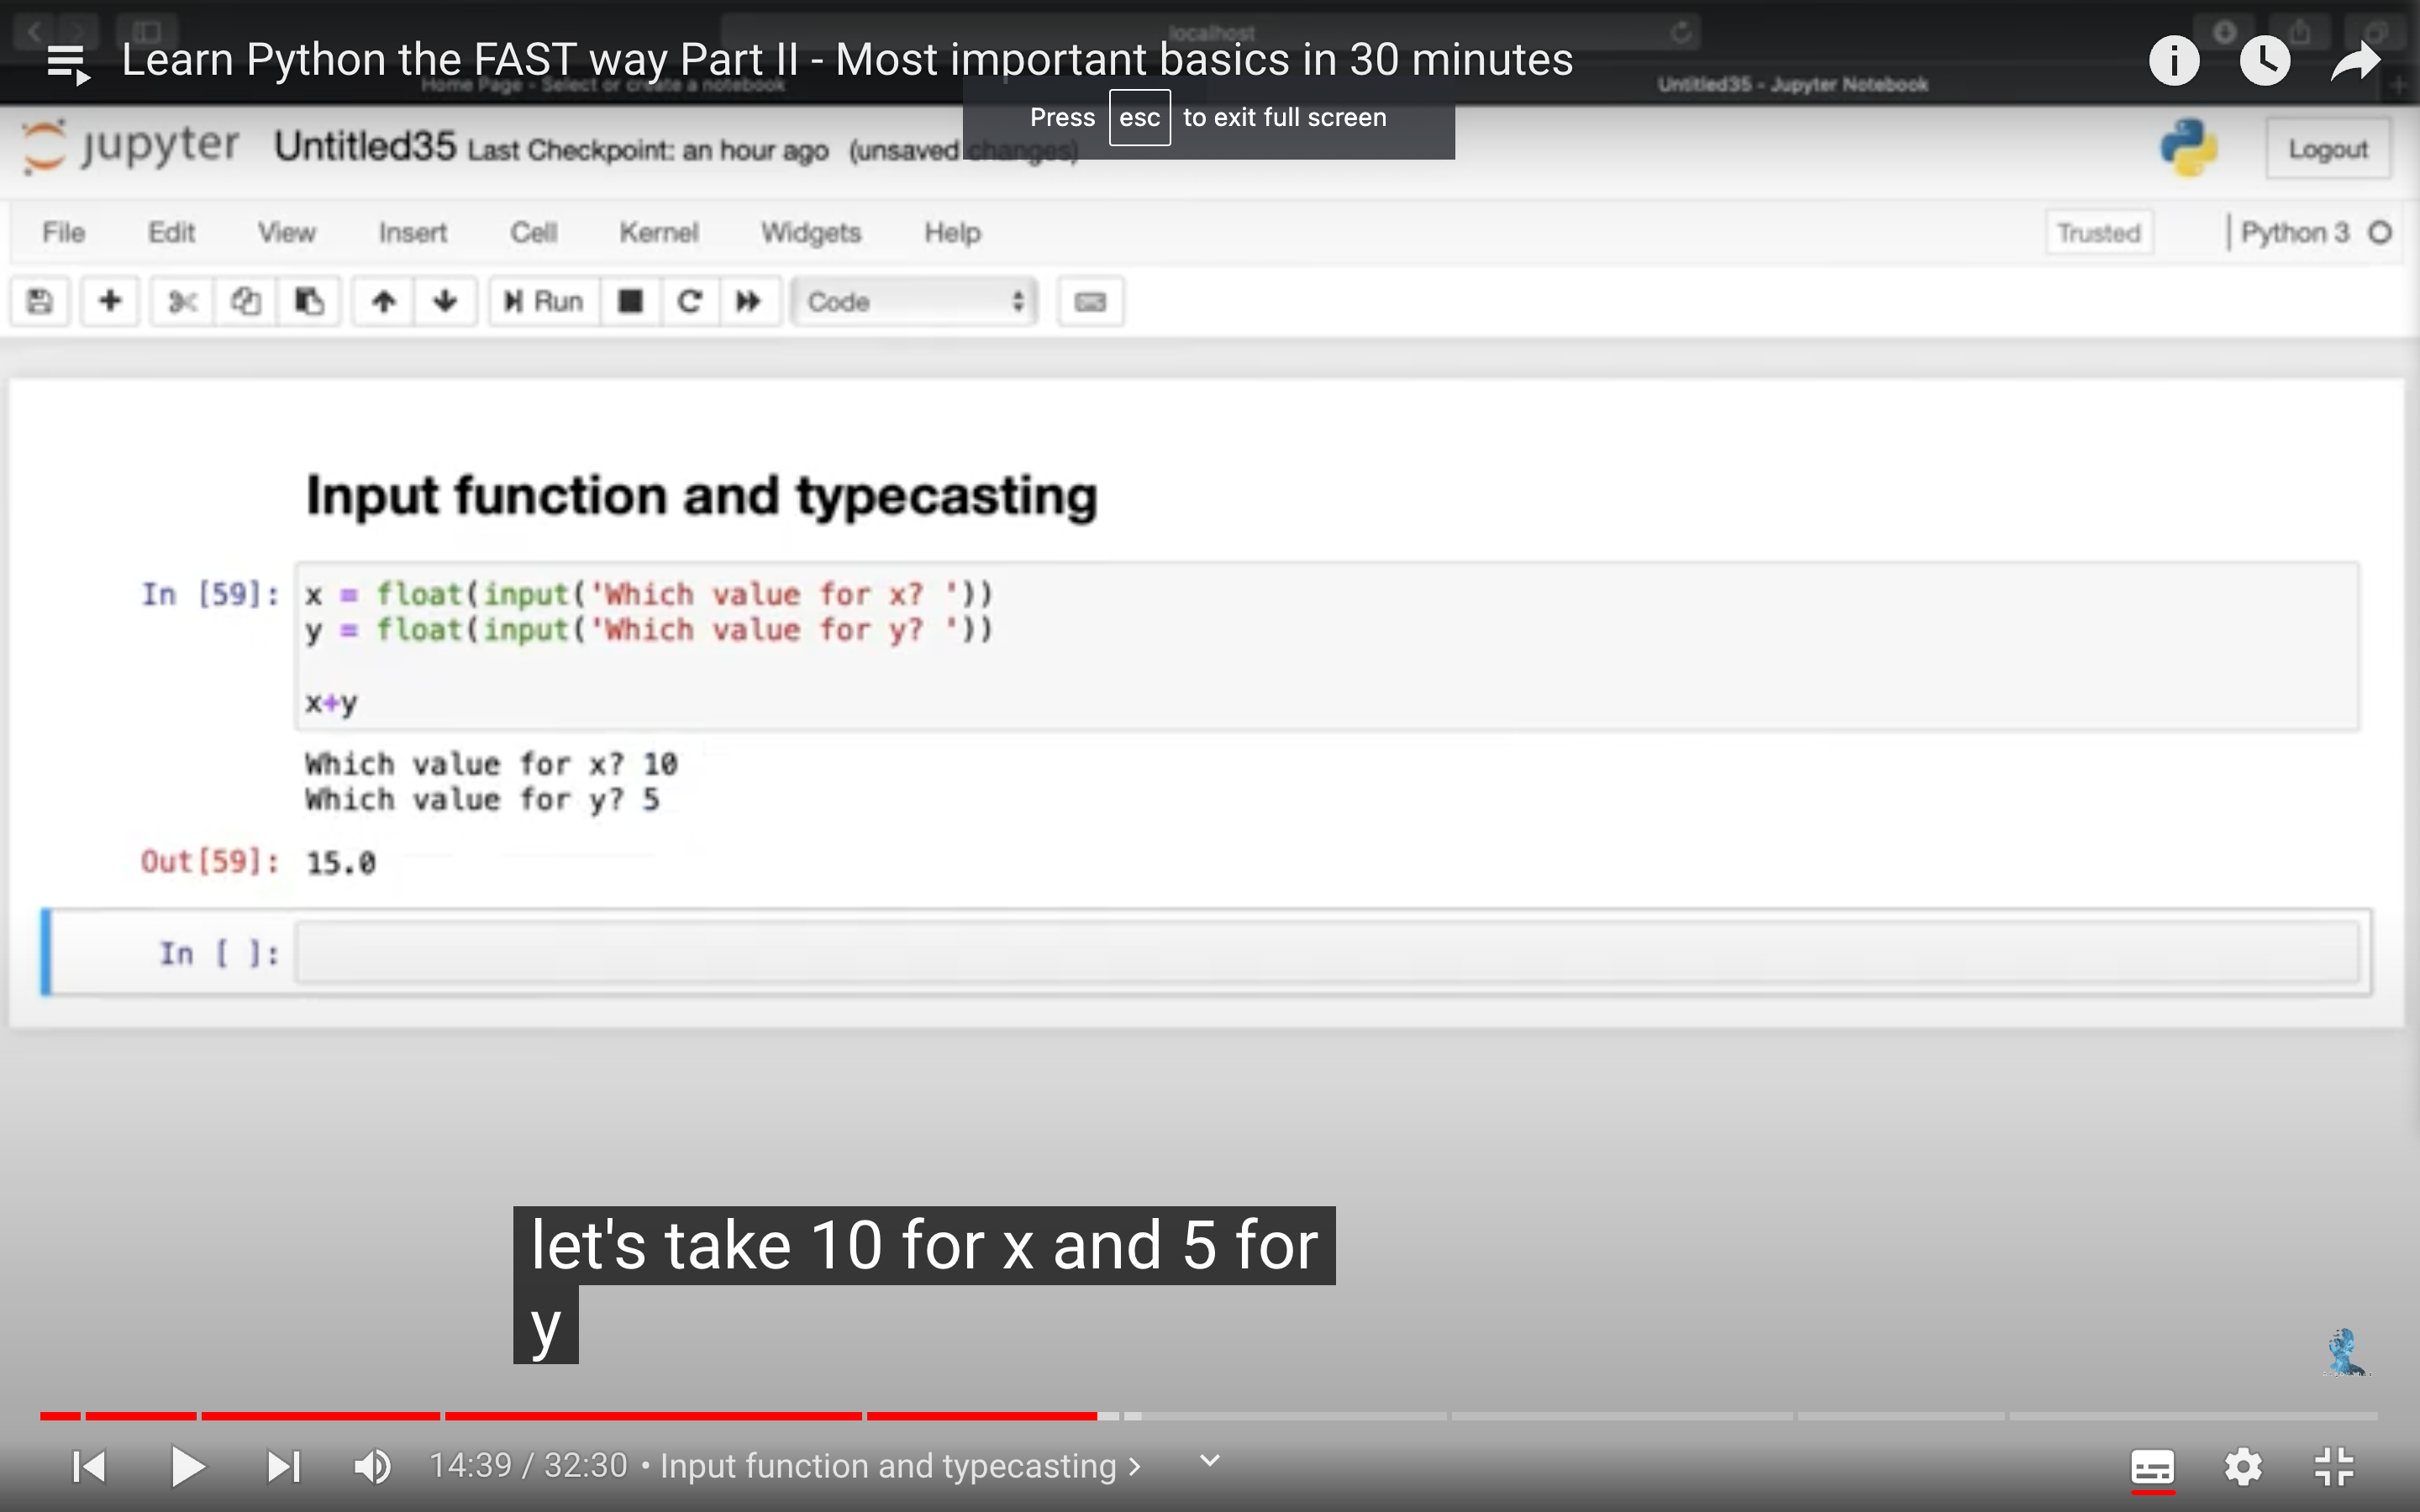 localhost
Learn Python the FAST way Part II - Most important basics in 30 minutes
Home Page - Select or create a notebook
Untitled35 - Jupyter Notebook
Press esc to exit full screen
jupyter Untitled35 Last Checkpoint: an hour ago (unsaved changes)
Logout
File Edit View Insert Cell Kernel Widgets Help
Trusted | Python 3
Run Code
Input function and typecasting
In [59]: x = float(input('Which value for x? '))
y = float(input('Which value for y? '))
x+y
Which value for x? 10
Which value for y? 5
Out[59]: 15.0
In [ ]:
let's take 10 for x and 5 for
y
14:39 / 32:30 • Input function and typecasting >